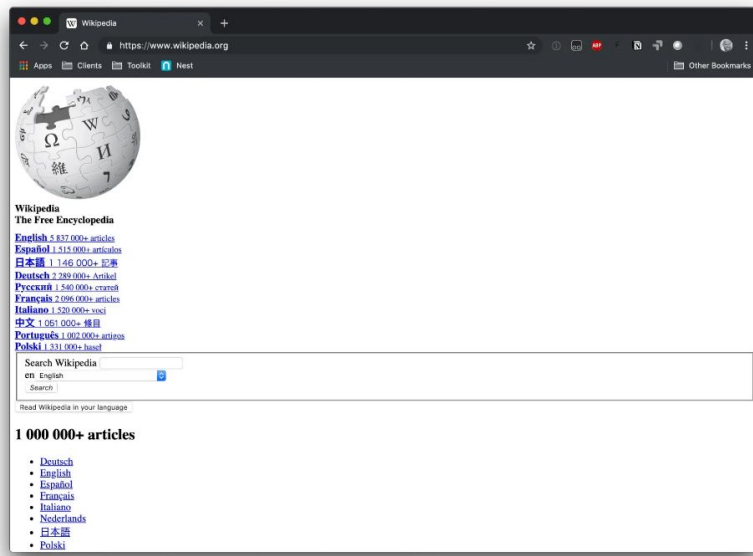 Wikipedia
https://www.wikipedia.org
ABP
Apps Clients Toolkit Nest Other Bookmarks
Ω W И 維 7
Wikipedia
The Free Encyclopedia
English 5 837 000+ articles
Español 1 515 000+ artículos
日本語 1 146 000+ 記事
Deutsch 2 289 000+ Artikel
Русский 1 540 000+ статей
Français 2 096 000+ articles
Italiano 1 520 000+ voci
中文 1 051 000+ 條目
Português 1 002 000+ artigos
Polski 1 331 000+ haseł
Search Wikipedia
en English
Search
Read Wikipedia in your language
1 000 000+ articles
Deutsch
English
Español
Français
Italiano
Nederlands
日本語
Polski